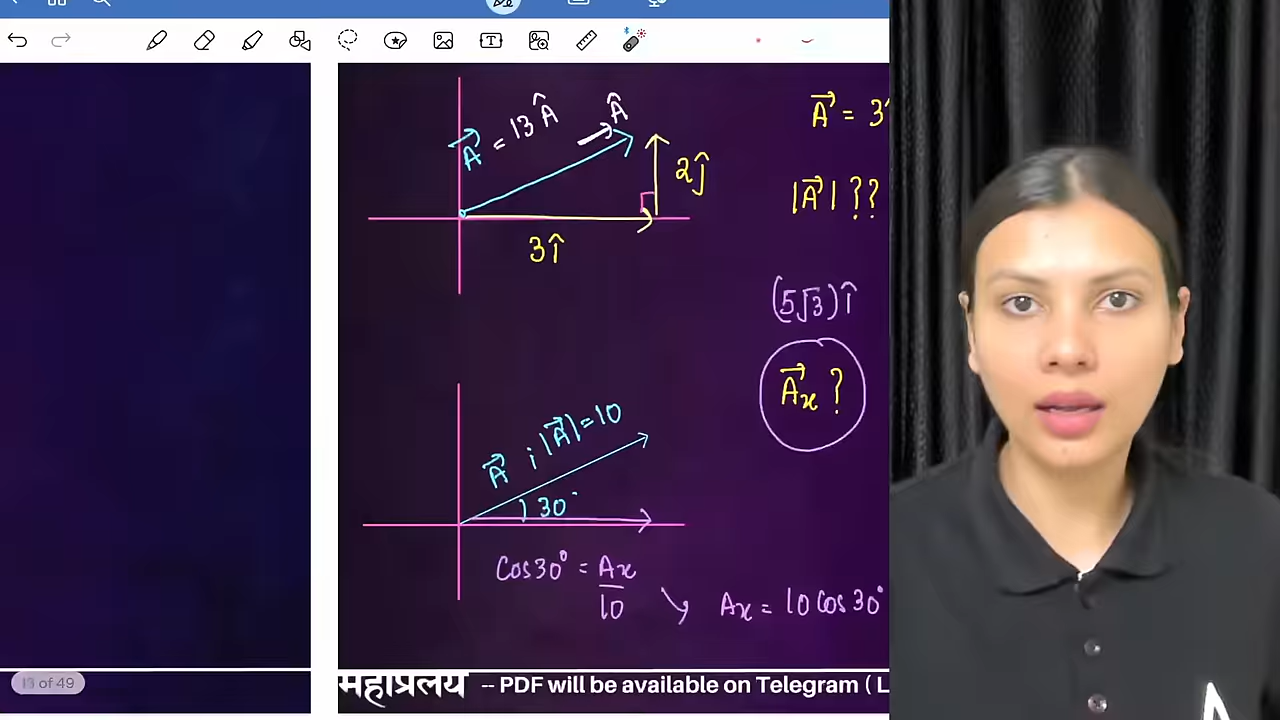 A⃗ = 13Â
Â
2ĵ
3î
A⃗ = 3
|A⃗| ??
(5√3)î
A⃗x ?
A⃗ ; |A⃗|=10
30°
Cos30° = Ax/10
Ax = 10 Cos 30°
13 of 49
महाप्रलय -- PDF will be available on Telegram ( L